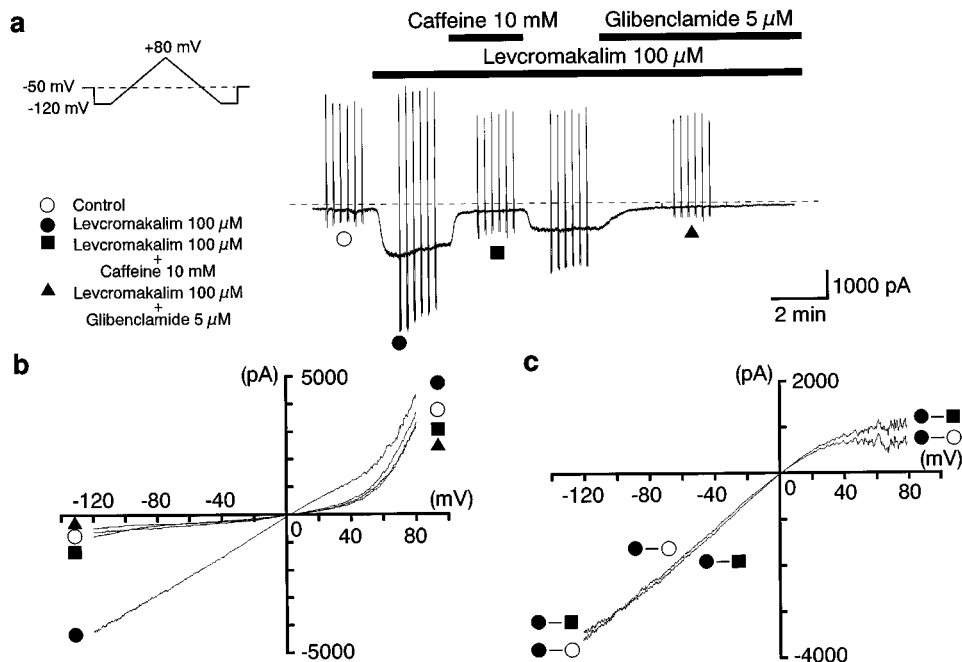 a
Caffeine 10 mM
Glibenclamide 5 µM
Levcromakalim 100 µM
+80 mV
-50 mV
-120 mV
Control
Levcromakalim 100 µM
Levcromakalim 100 µM
+
Caffeine 10 mM
Levcromakalim 100 µM
+
Glibenclamide 5 µM
1000 pA
2 min
b
(pA)
5000
-120
-80
-40
0
40
80
(mV)
-5000
c
(pA)
2000
(mV)
-120
-80
-40
0
40
80
-4000